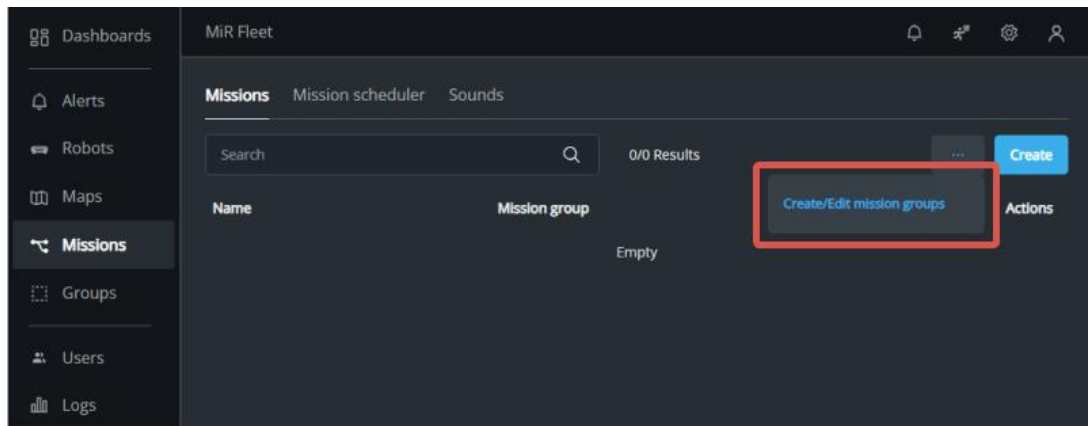 MiR Fleet
Dashboards
Alerts
Robots
Maps
Missions
Groups
Users
Logs
Missions Mission scheduler Sounds
Search 0/0 Results ... Create
Create/Edit mission groups
Name Mission group Actions
Empty